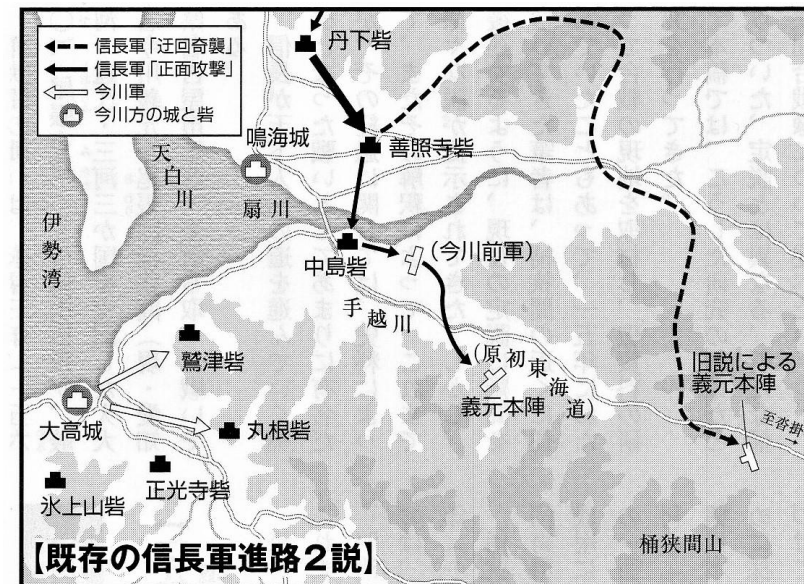 信長軍「迂回奇襲」
信長軍「正面攻撃」
今川軍
今川方の城と砦
丹下砦
鳴海城
善照寺砦
天白川
扇川
伊勢湾
中島砦
(今川前軍)
手越川
鷲津砦
(原初東海道)
旧説による
義元本陣
義元本陣
至沓掛→
大高城
丸根砦
正光寺砦
氷上山砦
桶狭間山
【既存の信長軍進路2説】